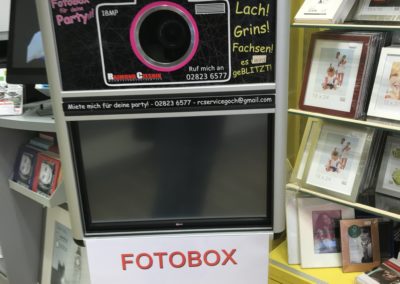 Fotobox
für deine
Party!!!
18MP
Lach!
Grins!
Fachsen!
es
geBLITZT!
Ruf mich an
02823 6577
Miete mich für deine party! - 02823 6577 - rcservicegoch@gmail.com
LG
FOTOBOX